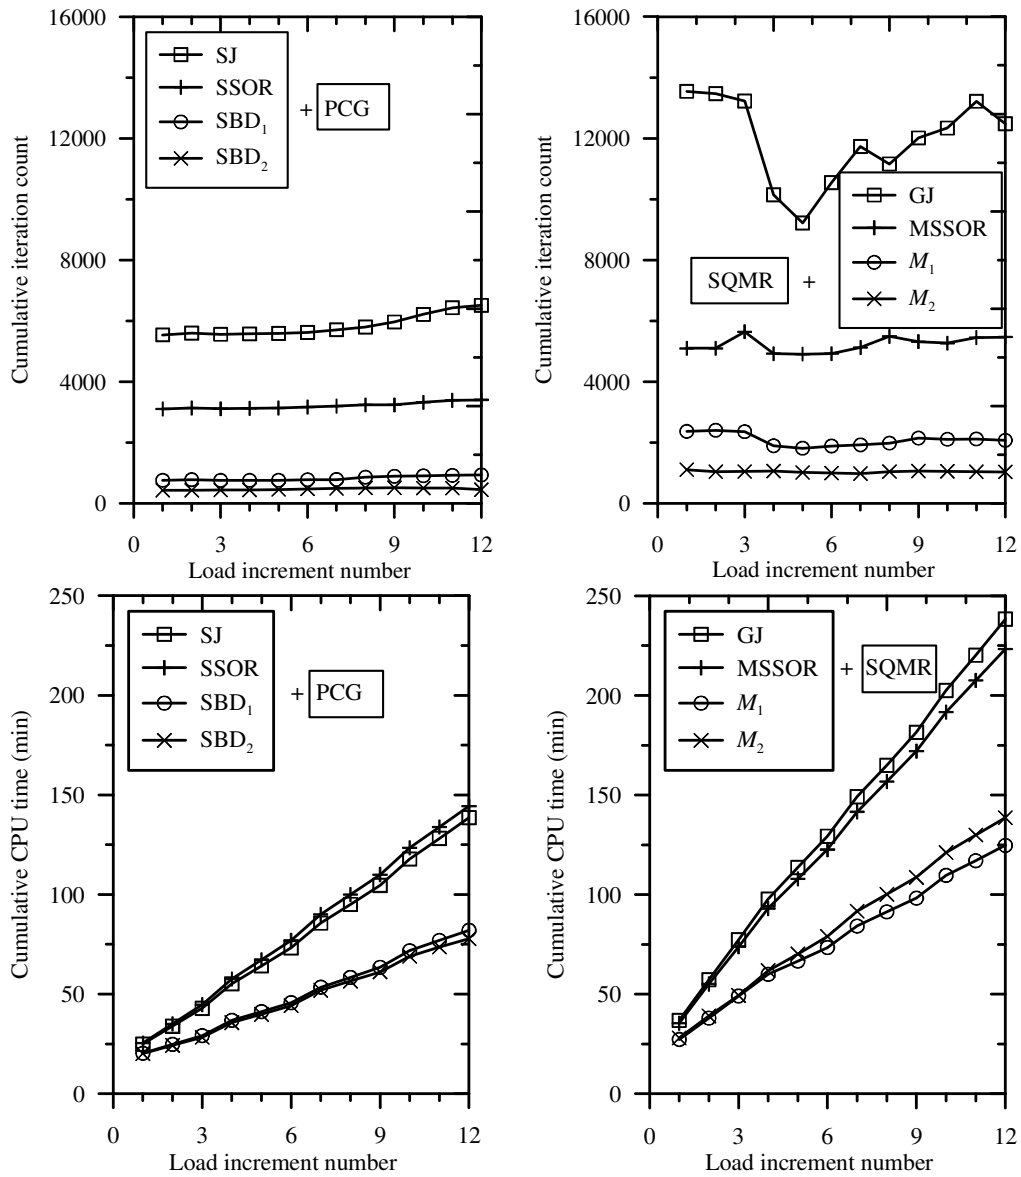 16000
12000
8000
4000
0
0 3 6 9 12
Cumulative iteration count
Load increment number
SJ
SSOR
SBD1
SBD2
+ PCG
16000
12000
8000
4000
0
0 3 6 9 12
Cumulative iteration count
Load increment number
GJ
MSSOR
M1
M2
SQMR +
250
200
150
100
50
0
0 3 6 9 12
Cumulative CPU time (min)
Load increment number
SJ
SSOR
SBD1
SBD2
+ PCG
250
200
150
100
50
0
0 3 6 9 12
Cumulative CPU time (min)
Load increment number
GJ
MSSOR
M1
M2
+ SQMR